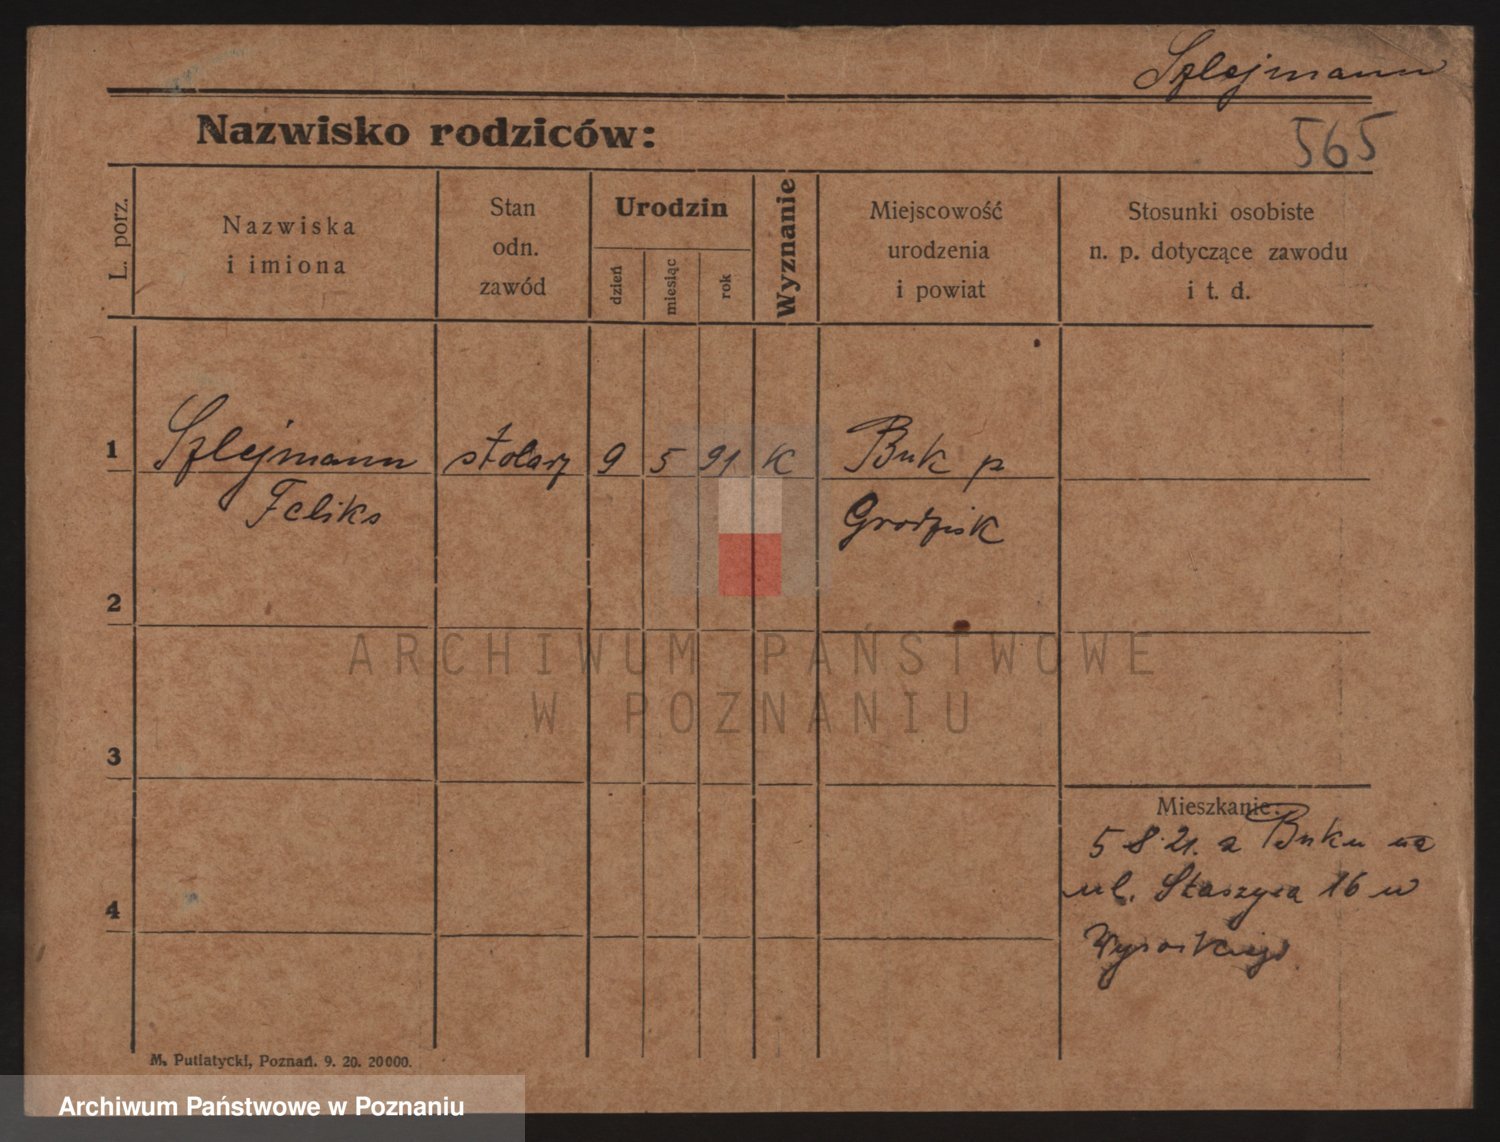 Szlejmann
Nazwisko rodziców:
565
L. porz.
Nazwiska
i imiona
Stan
odn.
zawód
Urodzin
dzień
miesiąc
rok
Wyznanie
Miejscowość
urodzenia
i powiat
Stosunki osobiste
n. p. dotyczące zawodu
i t. d.
1 Szlejmann stolarz 9 5 91 K Buk p
Feliks Grodzisk
2
ARCHIWUM PAŃSTWOWE
W POZNANIU
3
Mieszkanie:
5 8 21. z Buku na
ul. Staszyca 16 u
4
M. Putiatycki, Poznań. 9. 20. 20000.
Archiwum Państwowe w Poznaniu